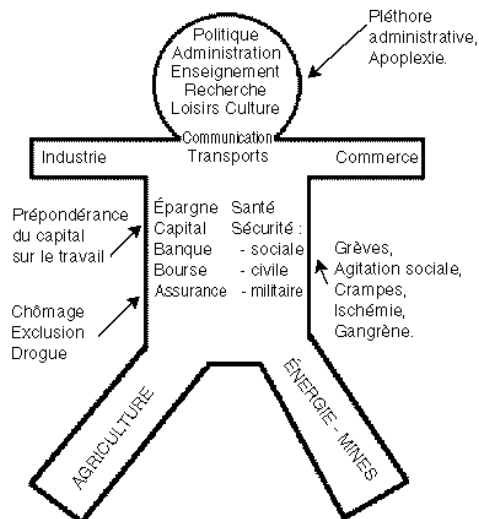 Politique
Administration
Enseignement
Recherche
Loisirs Culture
Pléthore
administrative,
Apoplexie.
Communication
Transports
Industrie
Commerce
Prépondérance
du capital
sur le travail
Chômage
Exclusion
Drogue
Épargne Santé
Capital Sécurité :
Banque - sociale
Bourse - civile
Assurance - militaire
Grèves,
Agitation sociale,
Crampes,
Ischémie,
Gangrène.
AGRICULTURE
ÉNERGIE - MINES